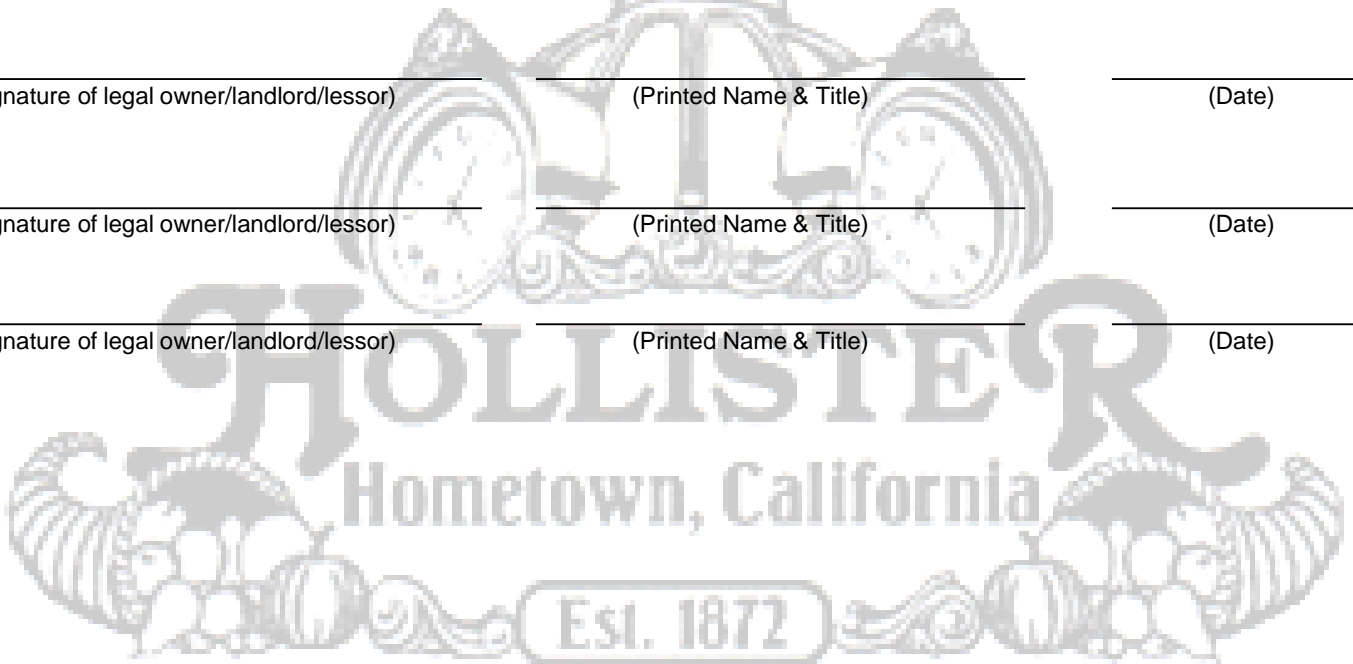 gnature of legal owner/landlord/lessor) (Printed Name & Title) (Date)
gnature of legal owner/landlord/lessor) (Printed Name & Title) (Date)
gnature of legal owner/landlord/lessor) (Printed Name & Title) (Date)
HOLLISTER
Hometown, California
Est. 1872